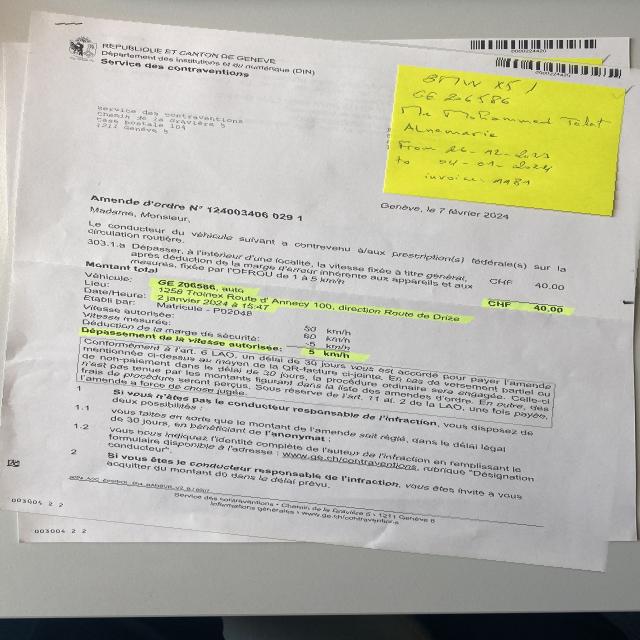 REPUBLIQUE ET CANTON DE GENEVE
Département des institutions et du numérique (DIN)
Service des contraventions
Service des contraventions
Chemin de la Gravière 5
Case postale 104
1211 Genève 8
BMW X5
GE 206586
Mr Mohammed Talat
Alnemarie
From 26-12-2023
to 04-01-2024
invoice 1181
Genève, le 7 février 2024
Amende d'ordre N° 124003406 029 1
Madame, Monsieur,
Le conducteur du véhicule suivant a contrevenu à/aux prescription(s) fédérale(s) sur la
circulation routière.
303.1.a Dépasser, à l'intérieur d'une localité, la vitesse fixée à titre général,
après déduction de la marge d'erreur inhérente aux appareils et aux
mesures, fixée par l'OFROU de 1 à 5 km/h CHF 40.00
Montant total CHF 40.00
Véhicule: GE 206586, auto
Lieu: 1256 Troinex Route d'Annecy 100, direction Route de Drize
Date/Heure: 2 janvier 2024 à 15:47
Etabli par: Matricule - P02048
Vitesse autorisée: 50 km/h
Vitesse mesurée: 60 km/h
Déduction de la marge de sécurité: -5 km/h
Dépassement de la vitesse autorisée: 5 km/h
Conformément à l'art. 6 LAO, un délai de 30 jours vous est accordé pour payer l'amende
mentionnée ci-dessus au moyen de la QR-facture ci-jointe. En cas de versement partiel ou
de non-paiement dans le délai de 30 jours, la procédure ordinaire sera engagée. Celle-ci
n'est pas tenue par les montants figurant dans la liste des amendes d'ordre. En outre, des
frais de procédure seront perçus. Sous réserve de l'art. 11 al. 2 de la LAO, une fois payée,
l'amende a force de chose jugée.
1 Si vous n'êtes pas le conducteur responsable de l'infraction, vous disposez de
deux possibilités :
1.1 vous faites en sorte que le montant de l'amende soit réglé, dans le délai légal
de 30 jours, en bénéficiant de l'anonymat ;
1.2 vous nous indiquez l'identité complète de l'auteur de l'infraction en remplissant le
formulaire disponible à l'adresse : www.ge.ch/contraventions, rubrique "Désignation
conducteur".
2 Si vous êtes le conducteur responsable de l'infraction, vous êtes invité à vous
acquitter du montant dû dans le délai prévu.
Service des contraventions • Chemin de la Gravière 5 • 1211 Genève 8
Informations générales • www.ge.ch/contraventions
003004 2 2
003004 2 2